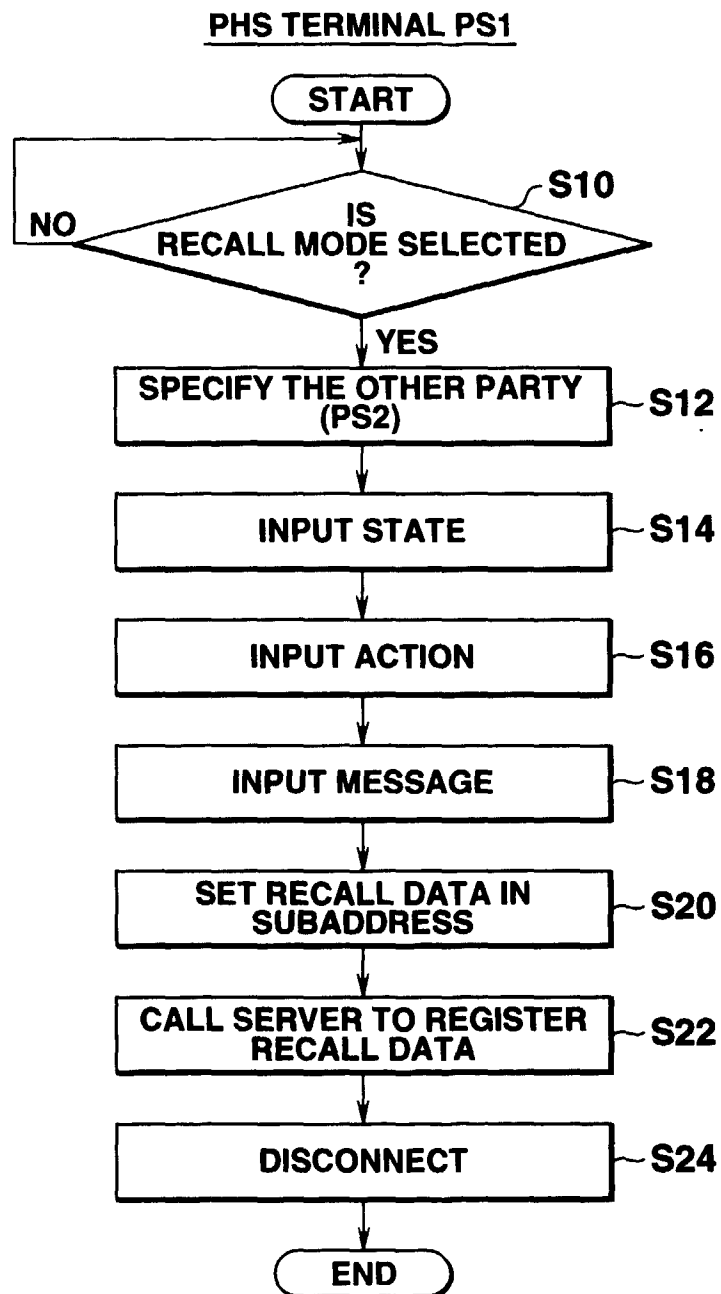 PHS TERMINAL PS1
START
S10
NO
IS
RECALL MODE SELECTED
?
YES
SPECIFY THE OTHER PARTY
(PS2)
S12
INPUT STATE
S14
INPUT ACTION
S16
INPUT MESSAGE
S18
SET RECALL DATA IN
SUBADDRESS
S20
CALL SERVER TO REGISTER
RECALL DATA
S22
DISCONNECT
S24
END